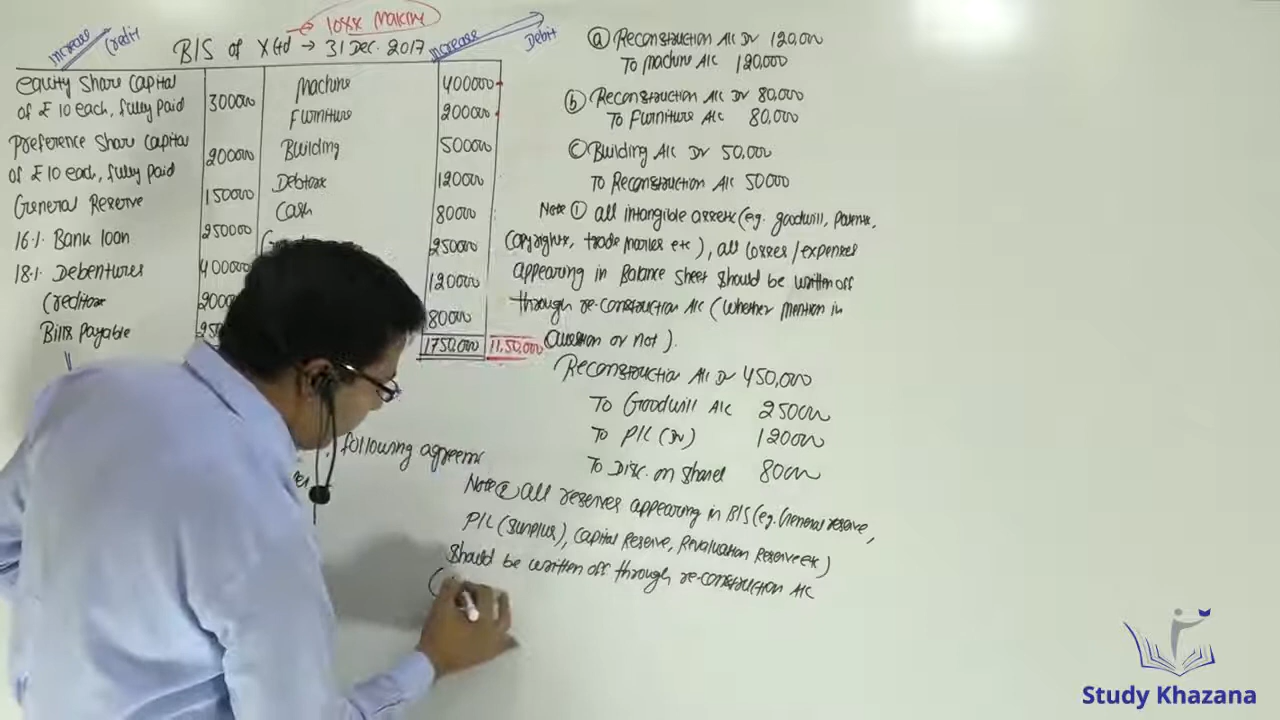 Increase Credit
Loss Making
B/S of X Ltd → 31 Dec. 2017
Increase Debit
equity Share Capital
of ₹ 10 each, fully paid 300000
Preference Share Capital
of ₹ 10 each, fully paid 200000
General Reserve 150000
16% Bank loan 250000
18% Debentures 400000
Creditors
Bills Payable
Machine 400000
Furniture 200000
Building 500000
Debtors 120000
Cash 80000
250000
120000
80000
1750,000 11,50,000
following agreeme
(a) Reconstruction A/c Dr 120,000
To Machine A/c 120,000
(b) Reconstruction A/c Dr 80,000
To Furniture A/c 80,000
(c) Building A/c Dr 50,000
To Reconstruction A/c 50000
Note (1) all intangible assets (eg. goodwill, Patents,
Copyrights, trade marks etc), all losses/expenses
appearing in Balance Sheet should be written off
through re-construction A/c (whether mention in
Question or not).
Reconstruction A/c Dr 450,000
To Goodwill A/c 250000
To P/L (Dr) 120000
To Disc. on Shares 80000
Note (2) all reserves appearing in B/S (eg. General reserve,
P/L (surplus), Capital Reserve, Revaluation Reserve etc)
should be written off through re-construction A/c
(
Study Khazana